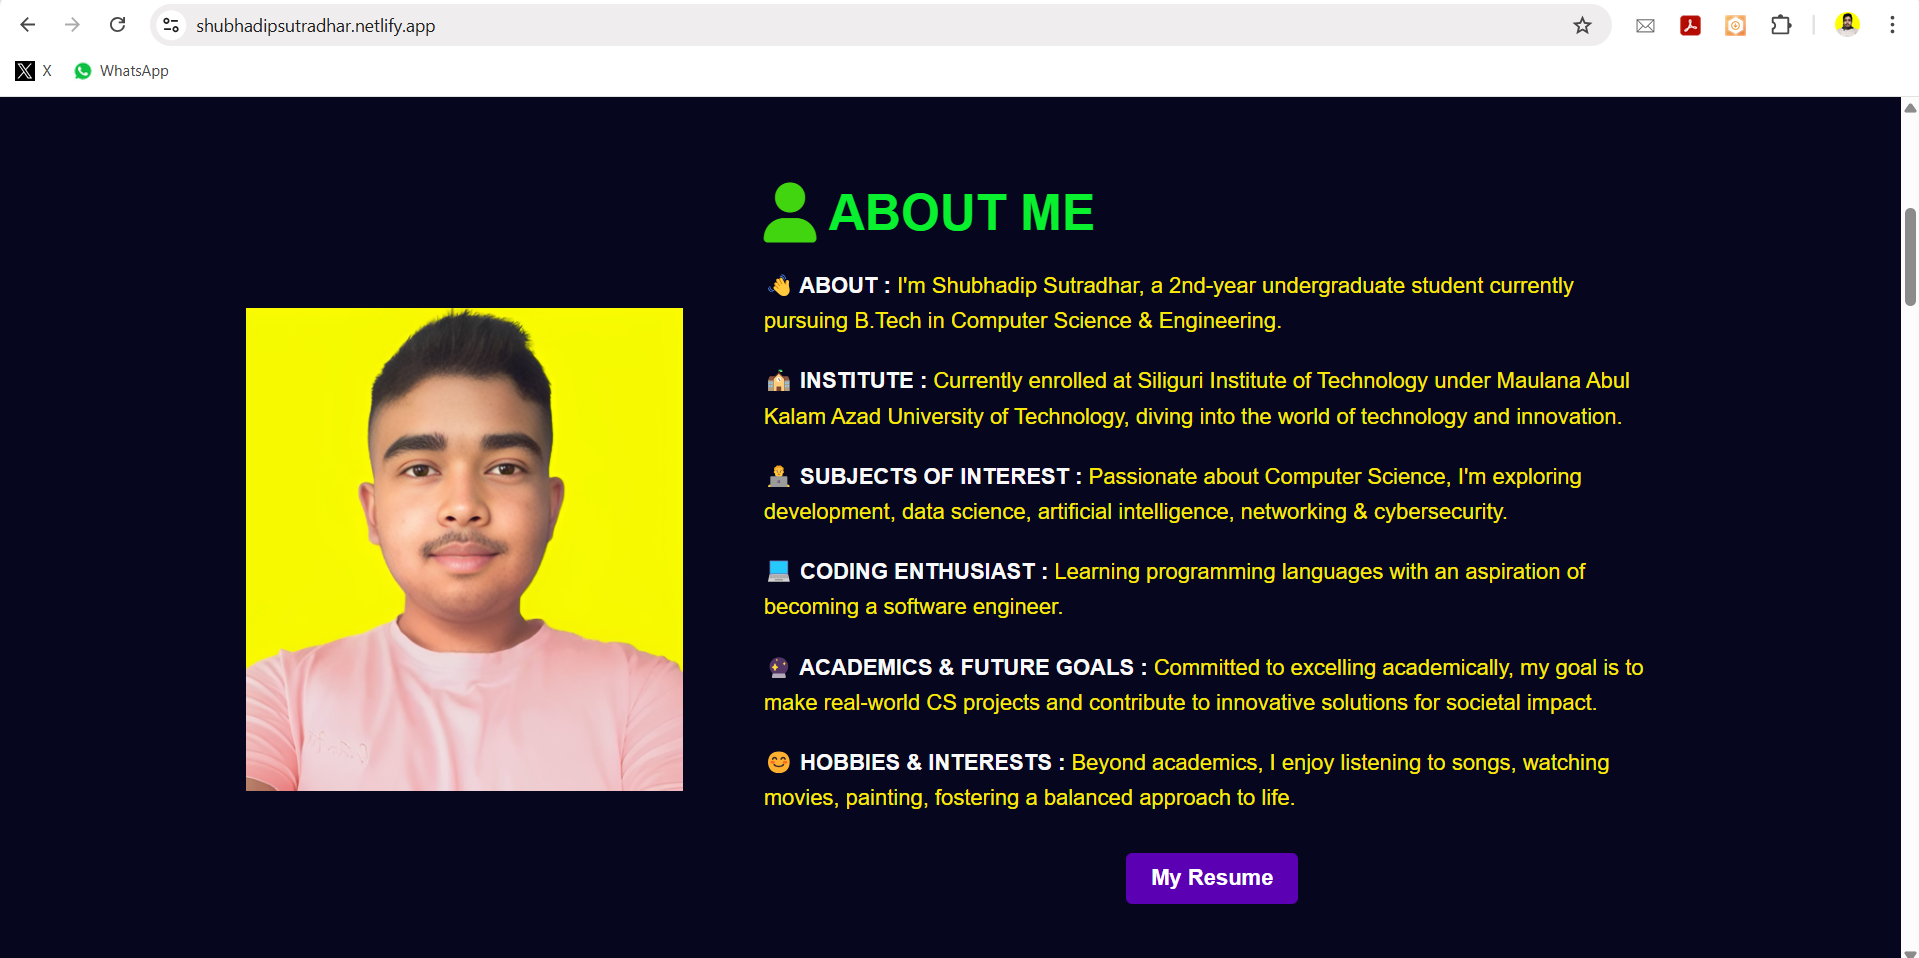 shubhadipsutradhar.netlify.app
X WhatsApp
ABOUT ME
👋 ABOUT : I'm Shubhadip Sutradhar, a 2nd-year undergraduate student currently
pursuing B.Tech in Computer Science & Engineering.
🏫 INSTITUTE : Currently enrolled at Siliguri Institute of Technology under Maulana Abul
Kalam Azad University of Technology, diving into the world of technology and innovation.
👨‍💻 SUBJECTS OF INTEREST : Passionate about Computer Science, I'm exploring
development, data science, artificial intelligence, networking & cybersecurity.
💻 CODING ENTHUSIAST : Learning programming languages with an aspiration of
becoming a software engineer.
🔮 ACADEMICS & FUTURE GOALS : Committed to excelling academically, my goal is to
make real-world CS projects and contribute to innovative solutions for societal impact.
😊 HOBBIES & INTERESTS : Beyond academics, I enjoy listening to songs, watching
movies, painting, fostering a balanced approach to life.
My Resume